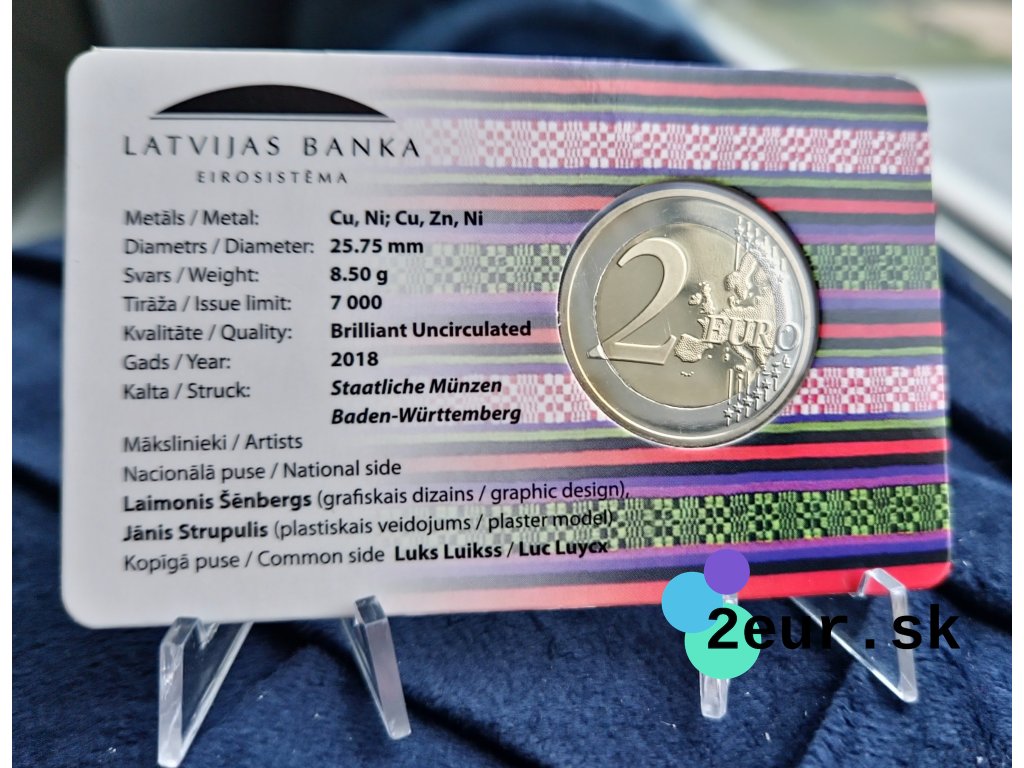 LATVIJAS BANKA
EIROSISTĒMA
Metāls / Metal: Cu, Ni; Cu, Zn, Ni
Diametrs / Diameter: 25.75 mm
Svars / Weight: 8.50 g
Tirāža / Issue limit: 7 000
Kvalitāte / Quality: Brilliant Uncirculated
Gads / Year: 2018
Kalta / Struck: Staatliche Münzen
Baden-Württemberg
Mākslinieki / Artists
Nacionālā puse / National side
Laimonis Šēnbergs (grafiskais dizains / graphic design),
Jānis Strupulis (plastiskais veidojums / plaster model)
Kopīgā puse / Common side Luks Luikss / Luc Luycx
2 EURO
2eur.sk